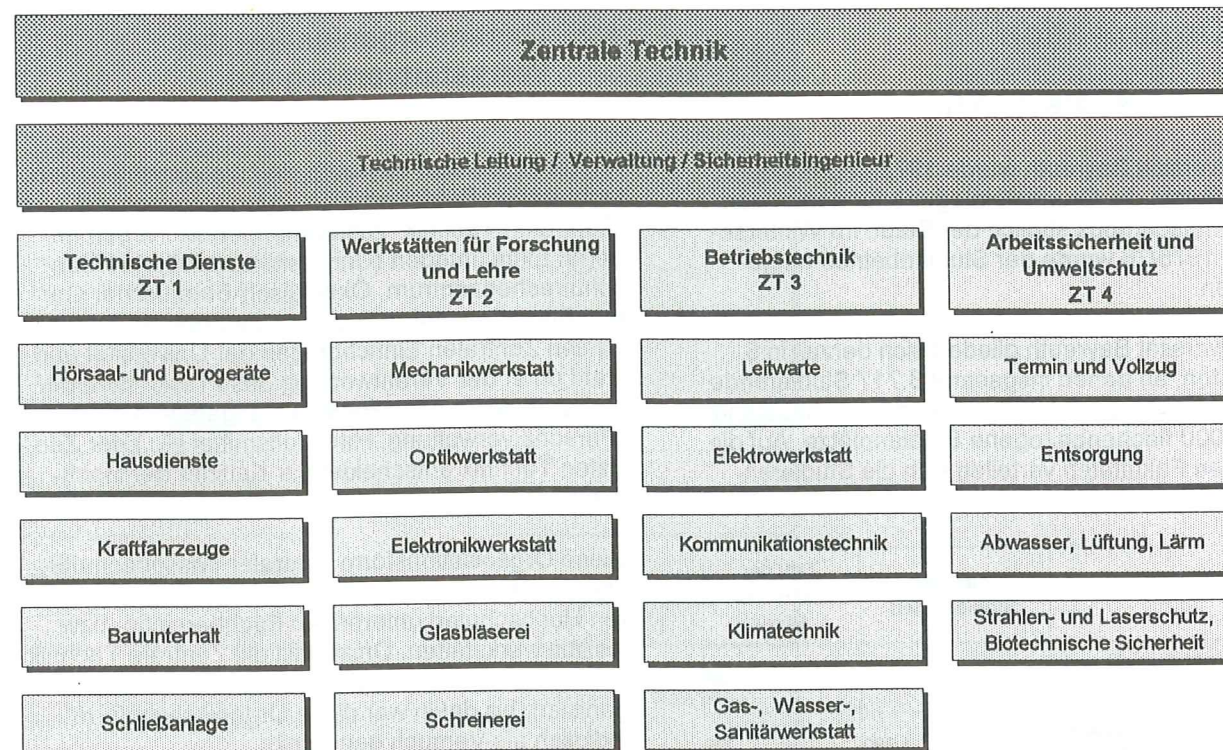 Zentrale Technik
Technische Leitung / Verwaltung / Sicherheitsingenieur
Technische Dienste
ZT 1
Werkstätten für Forschung
und Lehre
ZT 2
Betriebstechnik
ZT 3
Arbeitssicherheit und
Umweltschutz
ZT 4
Hörsaal- und Bürogeräte
Mechanikwerkstatt
Leitwarte
Termin und Vollzug
Hausdienste
Optikwerkstatt
Elektrowerkstatt
Entsorgung
Kraftfahrzeuge
Elektronikwerkstatt
Kommunikationstechnik
Abwasser, Lüftung, Lärm
Bauunterhalt
Glasbläserei
Klimatechnik
Strahlen- und Laserschutz,
Biotechnische Sicherheit
Schließanlage
Schreinerei
Gas-, Wasser-,
Sanitärwerkstatt